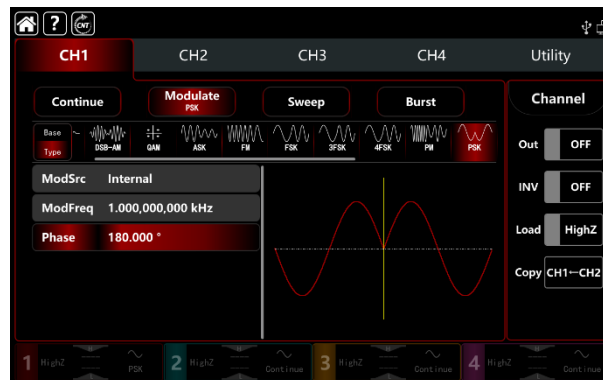 ? CNT
CH1 CH2 CH3 CH4 Utility
Continue Modulate PSK Sweep Burst Channel
Base Type DSB-AM QAM ASK FM FSK 3FSK 4FSK PM PSK
Out OFF
ModSrc Internal
INV OFF
ModFreq 1.000,000,000 kHz
Phase 180.000 °
Load HighZ
Copy CH1←CH2
1 HighZ PSK 2 HighZ Continue 3 HighZ Continue 4 HighZ Continue